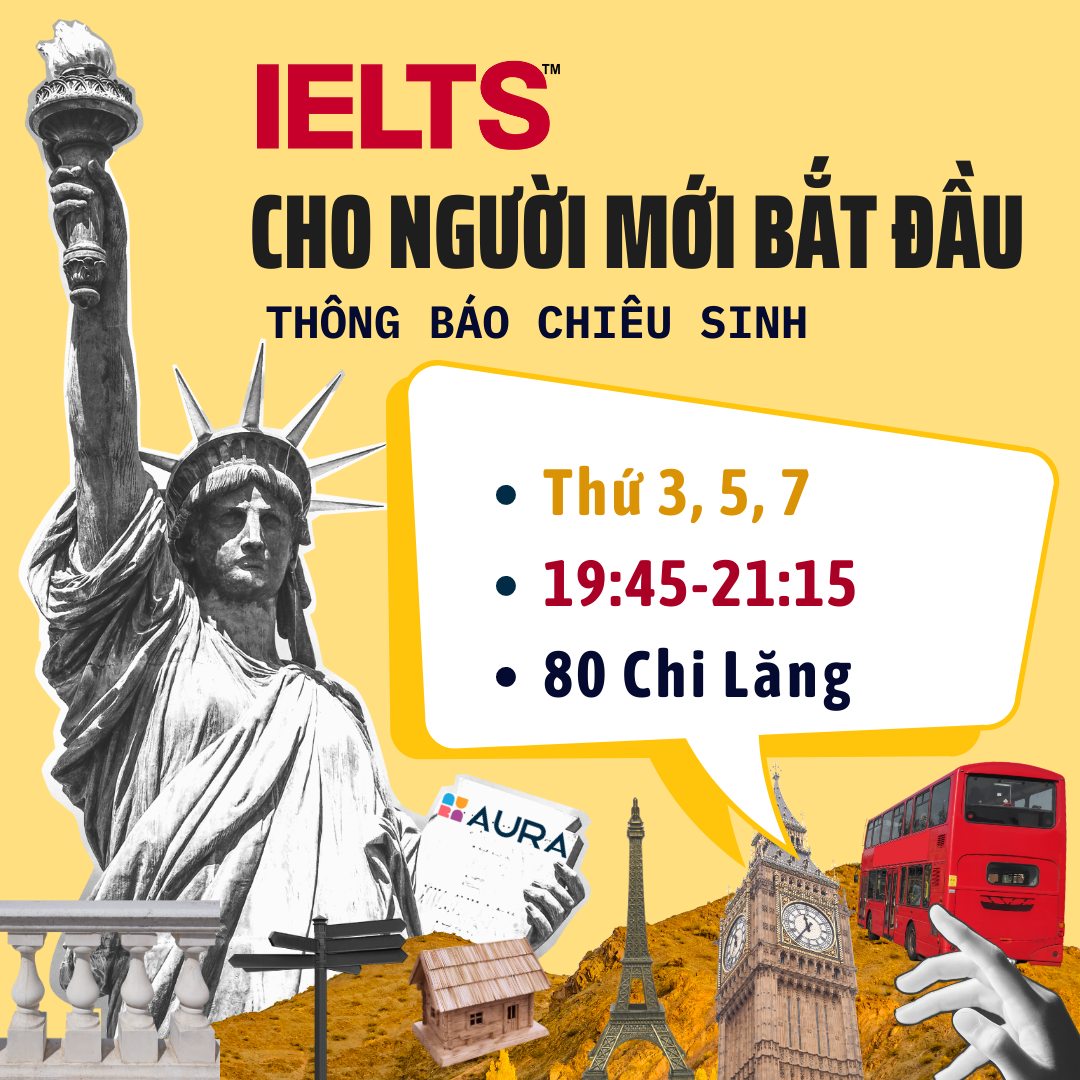 IELTS™
CHO NGƯỜI MỚI BẮT ĐẦU
THÔNG BÁO CHIÊU SINH
• Thứ 3, 5, 7
• 19:45-21:15
• 80 Chi Lăng
AURA